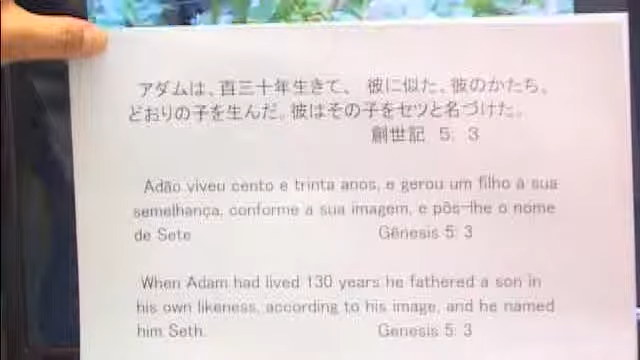 アダムは、百三十年生きて、 彼に似た、彼のかたち、
どおりの子を生んだ。彼はその子をセツと名づけた。
創世記 5: 3
Adão viveu cento e trinta anos, e gerou um filho à sua
semelhança, conforme a sua imagem, e pôs-lhe o nome
de Sete Gênesis 5: 3
When Adam had lived 130 years he fathered a son in
his own likeness, according to his image, and he named
him Seth. Genesis 5: 3